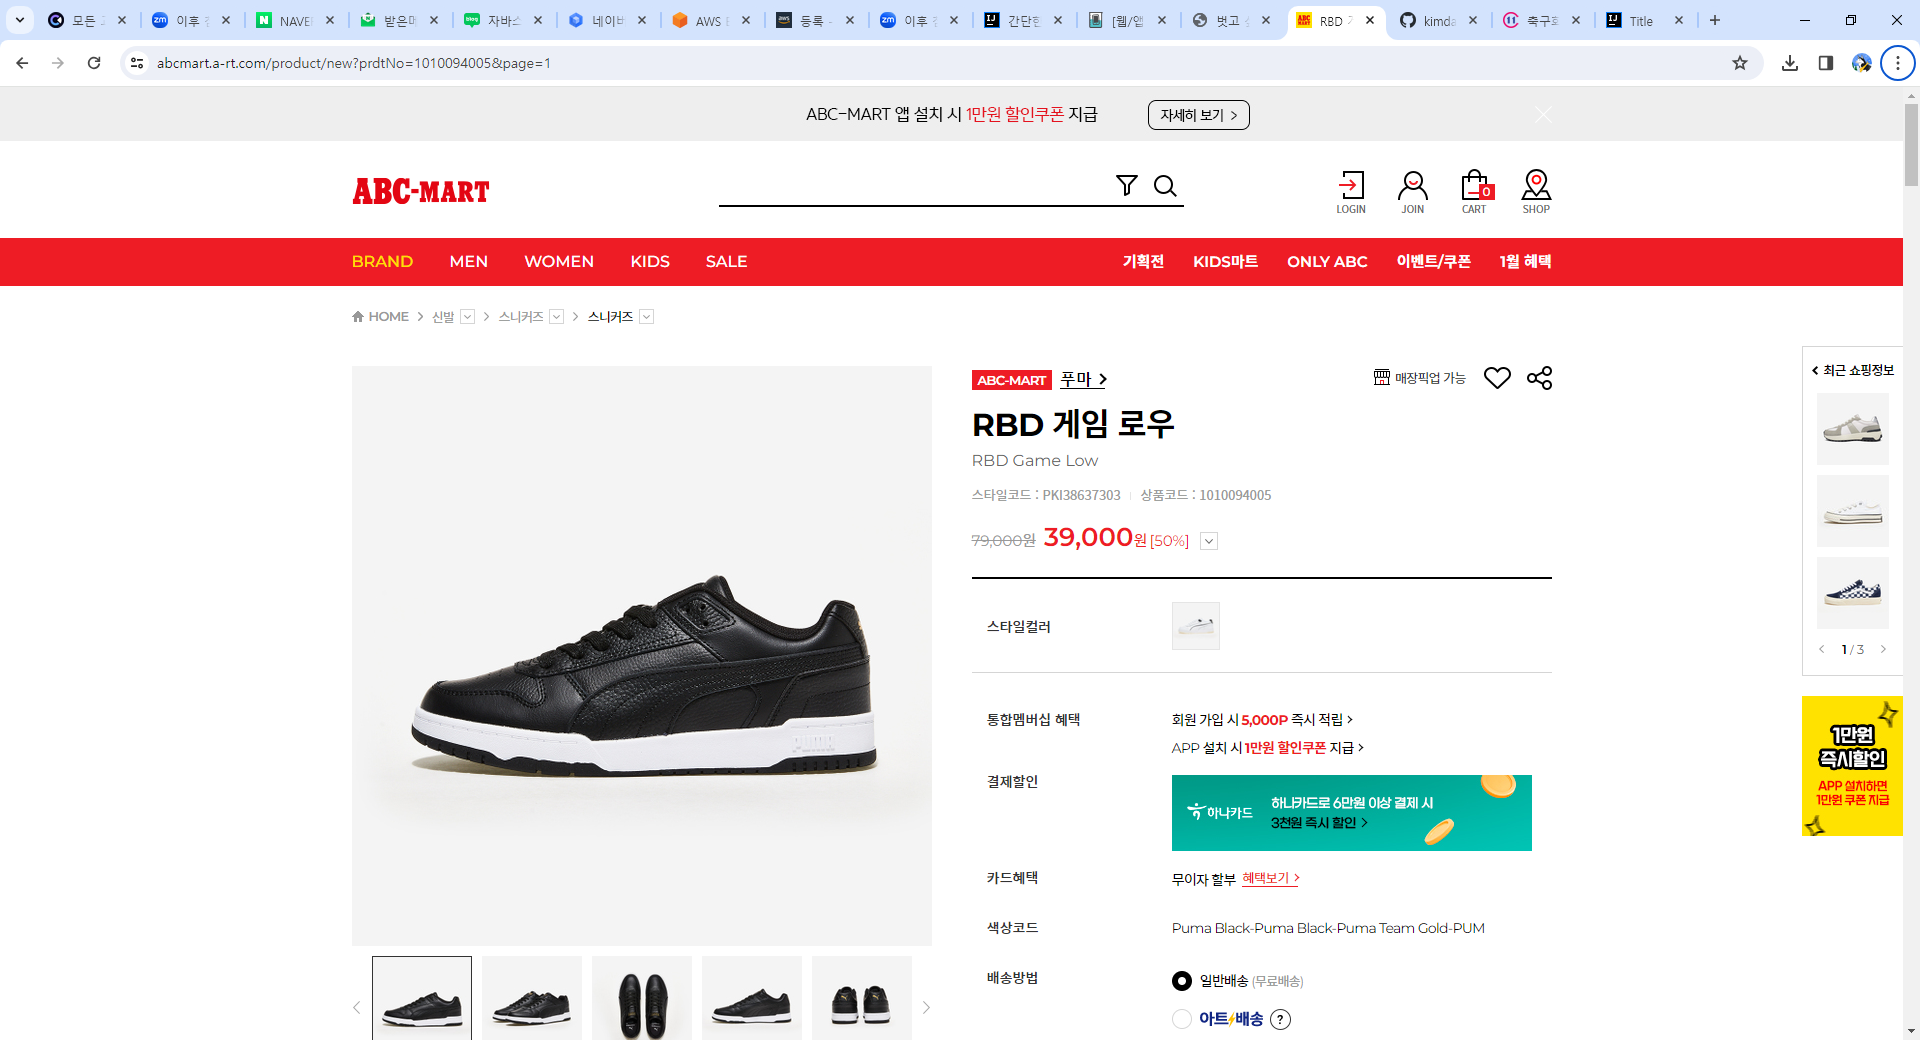 모든
이후
NAVE
받은머
자바스
네이버
AWS
등록
이후
간단한
[웹/앱
벗고
RBD
kimda
축구화
Title
abcmart.a-rt.com/product/new?prdtNo=1010094005&page=1
ABC-MART 앱 설치 시 1만원 할인쿠폰 지급
자세히 보기 >
ABC-MART
LOGIN
JOIN
0
CART
SHOP
BRAND MEN WOMEN KIDS SALE 기획전 KIDS마트 ONLY ABC 이벤트/쿠폰 1월 혜택
HOME > 신발 > 스니커즈 > 스니커즈
ABC-MART 푸마 >
매장픽업 가능
RBD 게임 로우
RBD Game Low
스타일코드 : PKI38637303 상품코드 : 1010094005
79,000원 39,000원 [50%]
스타일컬러
통합멤버십 혜택
회원 가입 시 5,000P 즉시 적립 >
APP 설치 시 1만원 할인쿠폰 지급 >
결제할인
하나카드
하나카드로 6만원 이상 결제 시
3천원 즉시 할인 >
카드혜택
무이자 할부 혜택보기 >
색상코드
Puma Black-Puma Black-Puma Team Gold-PUM
배송방법
일반배송 (무료배송)
아트배송 ?
< 최근 쇼핑정보
< 1 / 3 >
1만원
즉시할인
APP 설치하면
1만원 쿠폰 지급
PUMA